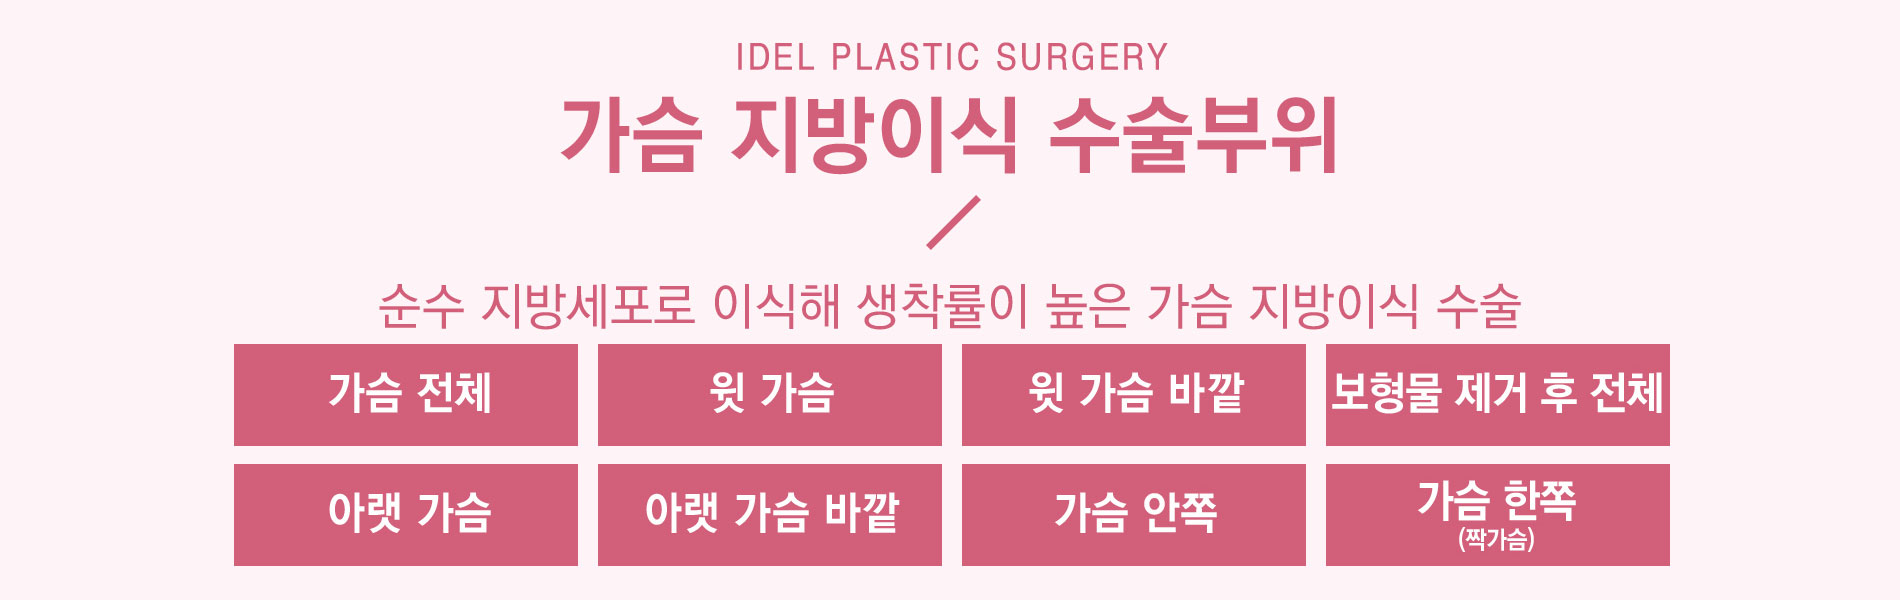 IDEL PLASTIC SURGERY
가슴 지방이식 수술부위
순수 지방세포로 이식해 생착률이 높은 가슴 지방이식 수술
가슴 전체
윗 가슴
윗 가슴 바깥
보형물 제거 후 전체
아랫 가슴
아랫 가슴 바깥
가슴 안쪽
가슴 한쪽
(짝가슴)